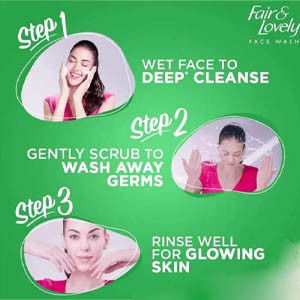 Fair & Lovely
FACE WASH
Step 1
WET FACE TO
DEEP* CLEANSE
Step 2
GENTLY SCRUB TO
WASH AWAY
GERMS
Step 3
RINSE WELL
FOR GLOWING
SKIN